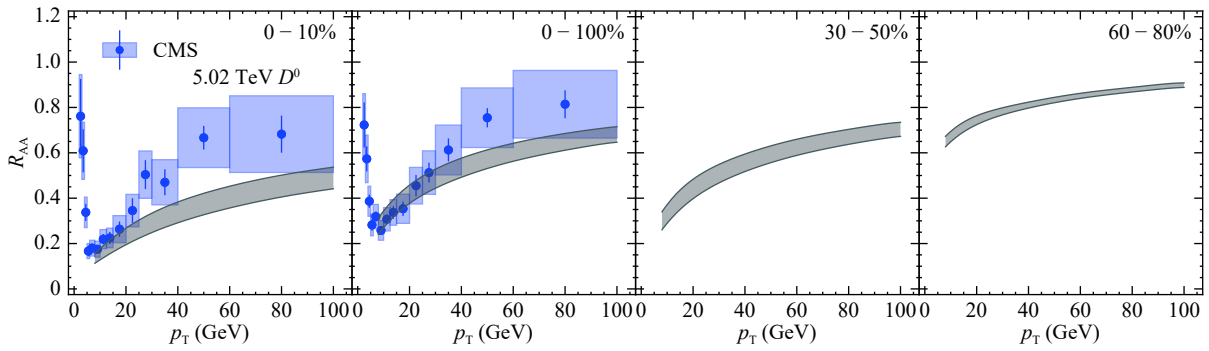 1.2
1.0
0.8
0.6
0.4
0.2
0
R_AA
0 − 10%
CMS
5.02 TeV D⁰
0 − 100%
30 − 50%
60 − 80%
0 20 40 60 80 100
0 20 40 60 80 100
0 20 40 60 80 100
0 20 40 60 80 100
p_T (GeV)
p_T (GeV)
p_T (GeV)
p_T (GeV)